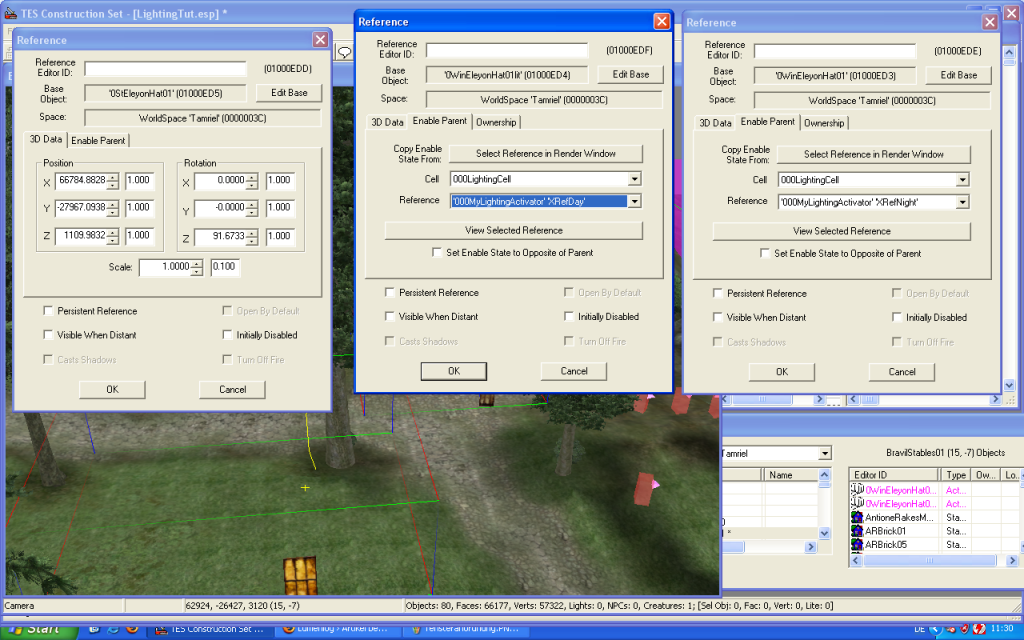 TES Construction Set - [LightingTut.esp] *
Reference
Reference Editor ID:
(01000EDD)
Base Object:
'0StEleyonHat01' (01000ED5)
Edit Base
Space:
WorldSpace 'Tamriel' (0000003C)
3D Data
Enable Parent
Position
Rotation
X 66784.8828 1.000
X 0.0000 1.000
Y -27967.0938 1.000
Y -0.0000 1.000
Z 1109.9832 1.000
Z 91.6733 1.000
Scale: 1.0000 0.100
Persistent Reference
Open By Default
Visible When Distant
Initially Disabled
Casts Shadows
Turn Off Fire
OK
Cancel
Reference
Reference Editor ID:
(01000EDF)
Base Object:
'0WinEleyonHat01lit' (01000ED4)
Edit Base
Space:
WorldSpace 'Tamriel' (0000003C)
3D Data
Enable Parent
Ownership
Copy Enable State From:
Select Reference in Render Window
Cell
000LightingCell
Reference
'000MyLightingActivator' 'XRefDay'
View Selected Reference
Set Enable State to Opposite of Parent
Persistent Reference
Open By Default
Visible When Distant
Initially Disabled
Casts Shadows
Turn Off Fire
OK
Cancel
Reference
Reference Editor ID:
(01000EDE)
Base Object:
'0WinEleyonHat01' (01000ED3)
Edit Base
Space:
WorldSpace 'Tamriel' (0000003C)
3D Data
Enable Parent
Ownership
Copy Enable State From:
Select Reference in Render Window
Cell
000LightingCell
Reference
'000MyLightingActivator' 'XRefNight'
View Selected Reference
Set Enable State to Opposite of Parent
Persistent Reference
Open By Default
Visible When Distant
Initially Disabled
Casts Shadows
Turn Off Fire
OK
Cancel
Tamriel
BravilStables01 (15, -7) Objects
Name
Editor ID Type Ow... Lo...
0WinEleyonHat0... Act...
0WinEleyonHat0... Act...
AntioneRakesM... Sta...
ARBrick01 Sta...
ARBrick05 Sta...
Camera
62924, -26427, 3120 (15, -7)
Objects: 80, Faces: 66177, Verts: 57322, Lights: 0, NPCs: 0, Creatures: 1; [Sel Obj: 0, Fac: 0, Vert: 0, Lite: 0]
Start
TES Construction Set ...
DE
11:30